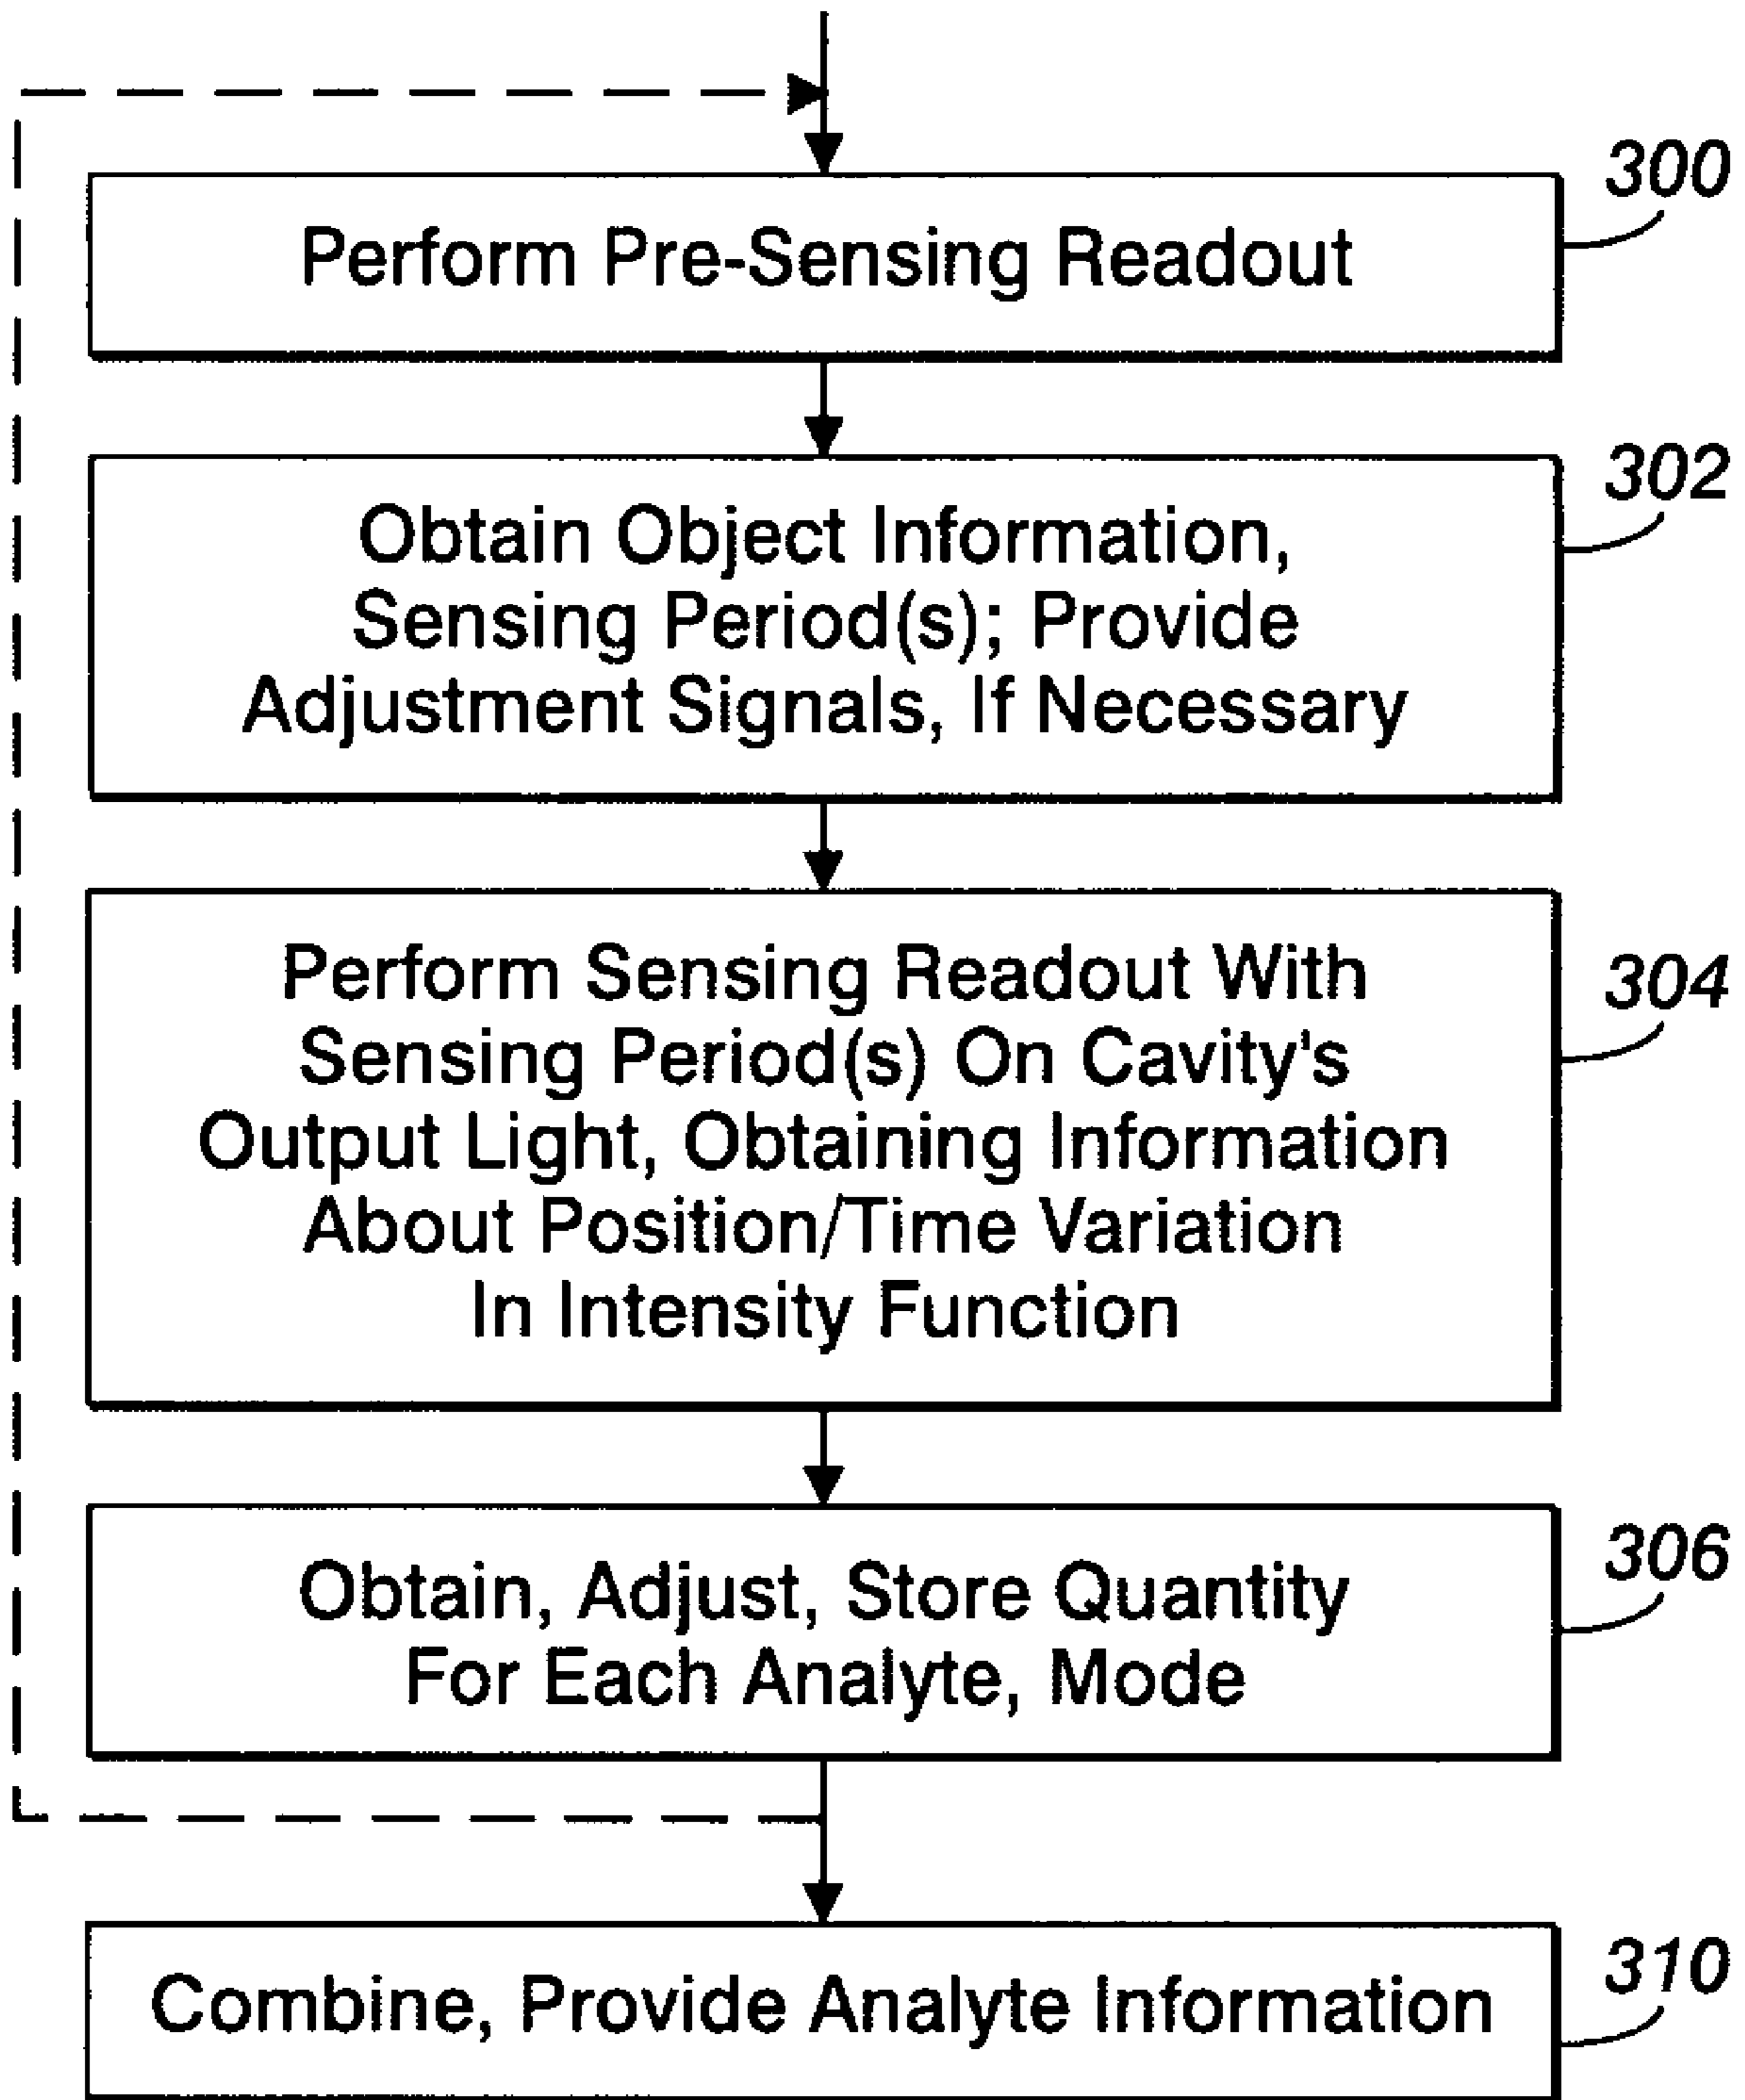 300
Perform Pre-Sensing Readout
302
Obtain Object Information,
Sensing Period(s); Provide
Adjustment Signals, If Necessary
304
Perform Sensing Readout With
Sensing Period(s) On Cavity's
Output Light, Obtaining Information
About Position/Time Variation
In Intensity Function
306
Obtain, Adjust, Store Quantity
For Each Analyte, Mode
310
Combine, Provide Analyte Information